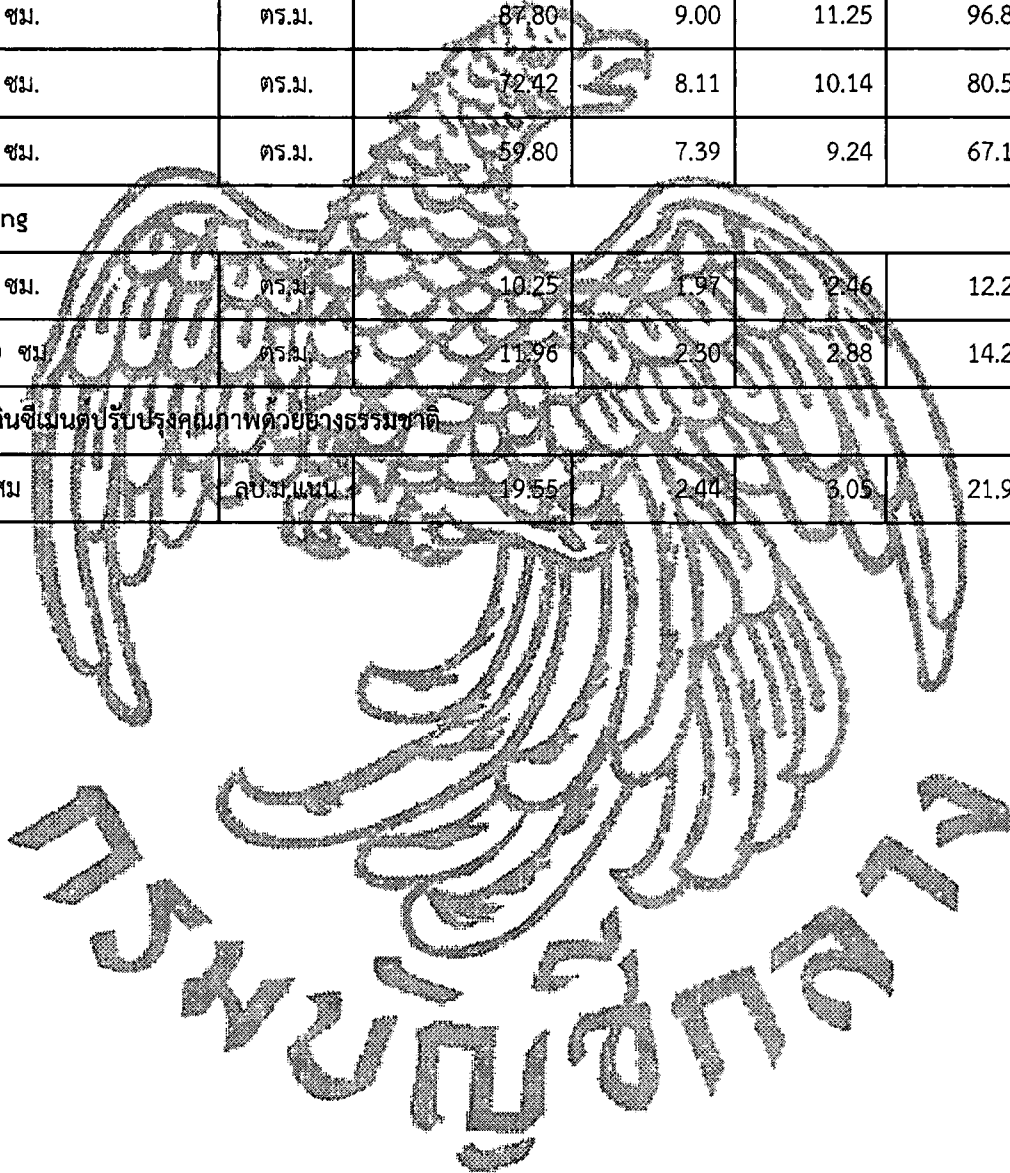 ซม. ตร.ม. 87.80 9.00 11.25 96.8
ซม. ตร.ม. 72.42 8.11 10.14 80.5
ซม. ตร.ม. 59.80 7.39 9.24 67.1
ng
ซม. ตร.ม. 10.25 1.97 2.46 12.2
ซม. ตร.ม. 11.96 2.30 2.88 14.2
ซีเมนต์ปรับปรุงคุณภาพด้วยยางธรรมชาติ
ลบ.ม.แน่น 19.55 2.44 3.05 21.9
กรมบัญชีกลาง